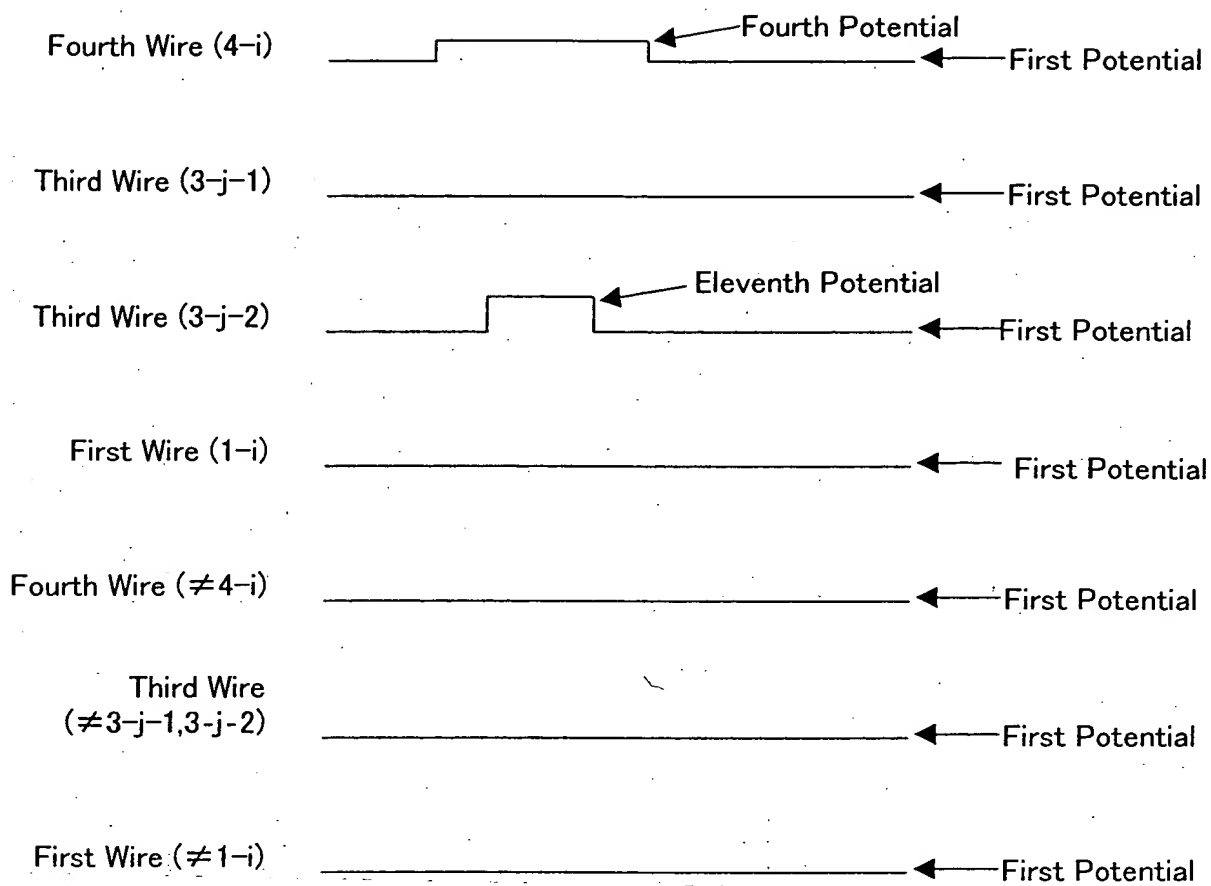 Fourth Wire (4-i)
Fourth Potential
First Potential
Third Wire (3-j-1)
First Potential
Third Wire (3-j-2)
Eleventh Potential
First Potential
First Wire (1-i)
First Potential
Fourth Wire (≠4-i)
First Potential
Third Wire
(≠3-j-1,3-j-2)
First Potential
First Wire (≠1-i)
First Potential